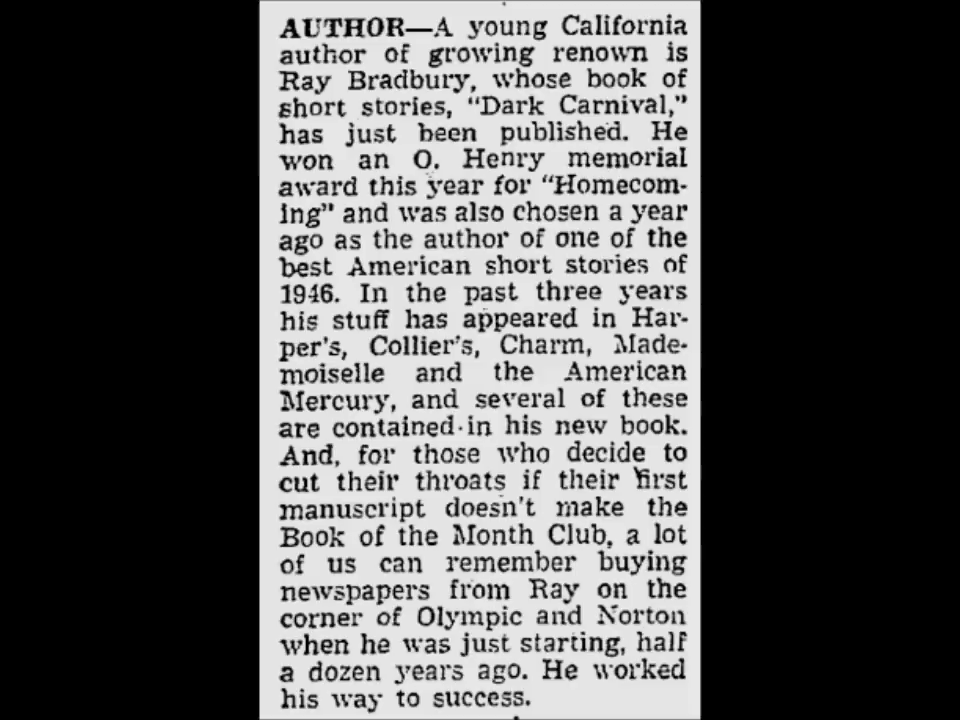 AUTHOR—A young California
author of growing renown is
Ray Bradbury, whose book of
short stories, "Dark Carnival,"
has just been published. He
won an O. Henry memorial
award this year for "Homecom-
ing" and was also chosen a year
ago as the author of one of the
best American short stories of
1946. In the past three years
his stuff has appeared in Har-
per's, Collier's, Charm, Made-
moiselle and the American
Mercury, and several of these
are contained in his new book.
And, for those who decide to
cut their throats if their first
manuscript doesn't make the
Book of the Month Club, a lot
of us can remember buying
newspapers from Ray on the
corner of Olympic and Norton
when he was just starting, half
a dozen years ago. He worked
his way to success.